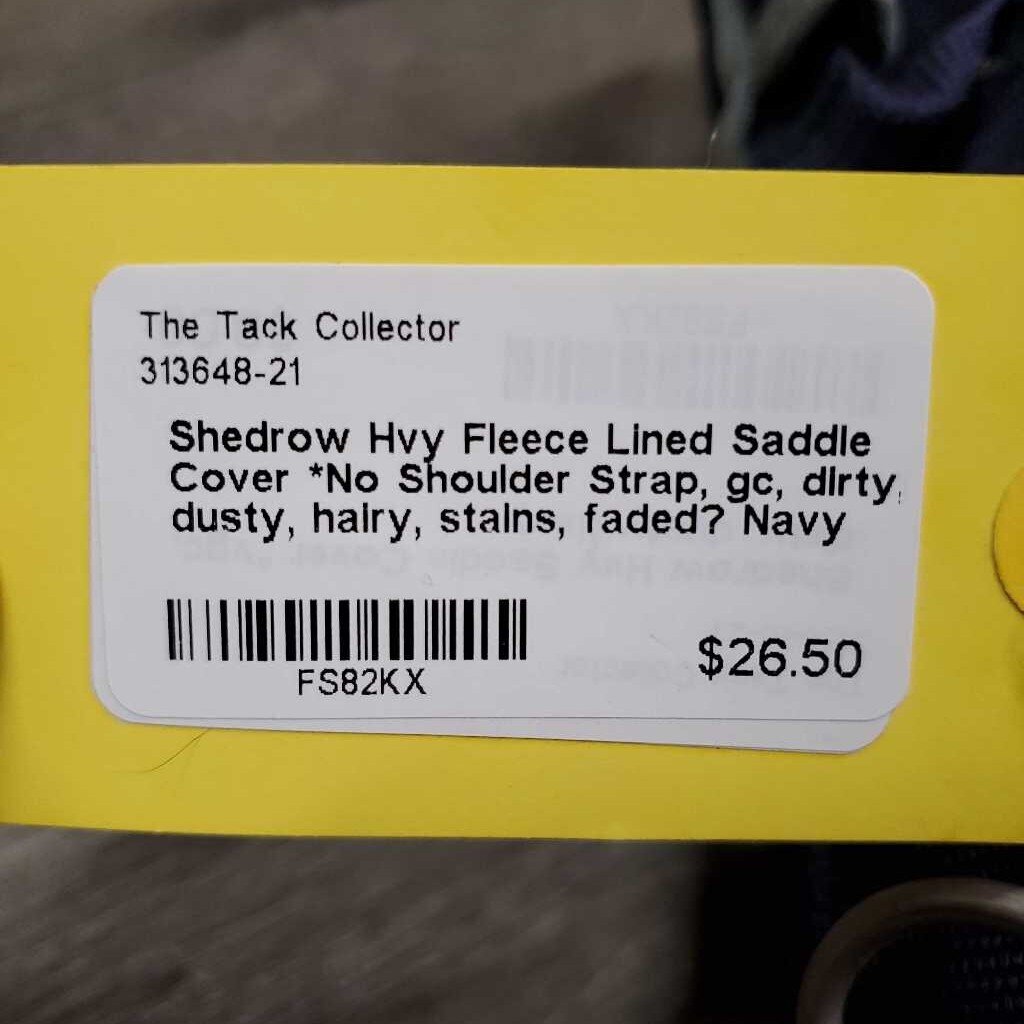 The Tack Collector
313648-21
Shedrow Hvy Fleece Lined Saddle
Cover *No Shoulder Strap, gc, dirty,
dusty, hairy, stains, faded? Navy
FS82KX
$26.50